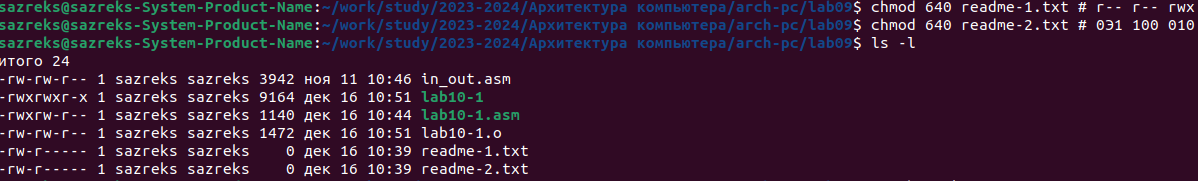 sazreks@sazreks-System-Product-Name:~/work/study/2023-2024/Архитектура компьютера/arch-pc/lab09$ chmod 640 readme-1.txt # r-- r-- rwx
sazreks@sazreks-System-Product-Name:~/work/study/2023-2024/Архитектура компьютера/arch-pc/lab09$ chmod 640 readme-2.txt # 031 100 010
sazreks@sazreks-System-Product-Name:~/work/study/2023-2024/Архитектура компьютера/arch-pc/lab09$ ls -l
итого 24
-rw-rw-r-- 1 sazreks sazreks 3942 ноя 11 10:46 in_out.asm
-rwxrwxr-x 1 sazreks sazreks 9164 дек 16 10:51 lab10-1
-rwxrw-r-- 1 sazreks sazreks 1140 дек 16 10:44 lab10-1.asm
-rw-rw-r-- 1 sazreks sazreks 1472 дек 16 10:51 lab10-1.o
-rw-r----- 1 sazreks sazreks    0 дек 16 10:39 readme-1.txt
-rw-r----- 1 sazreks sazreks    0 дек 16 10:39 readme-2.txt